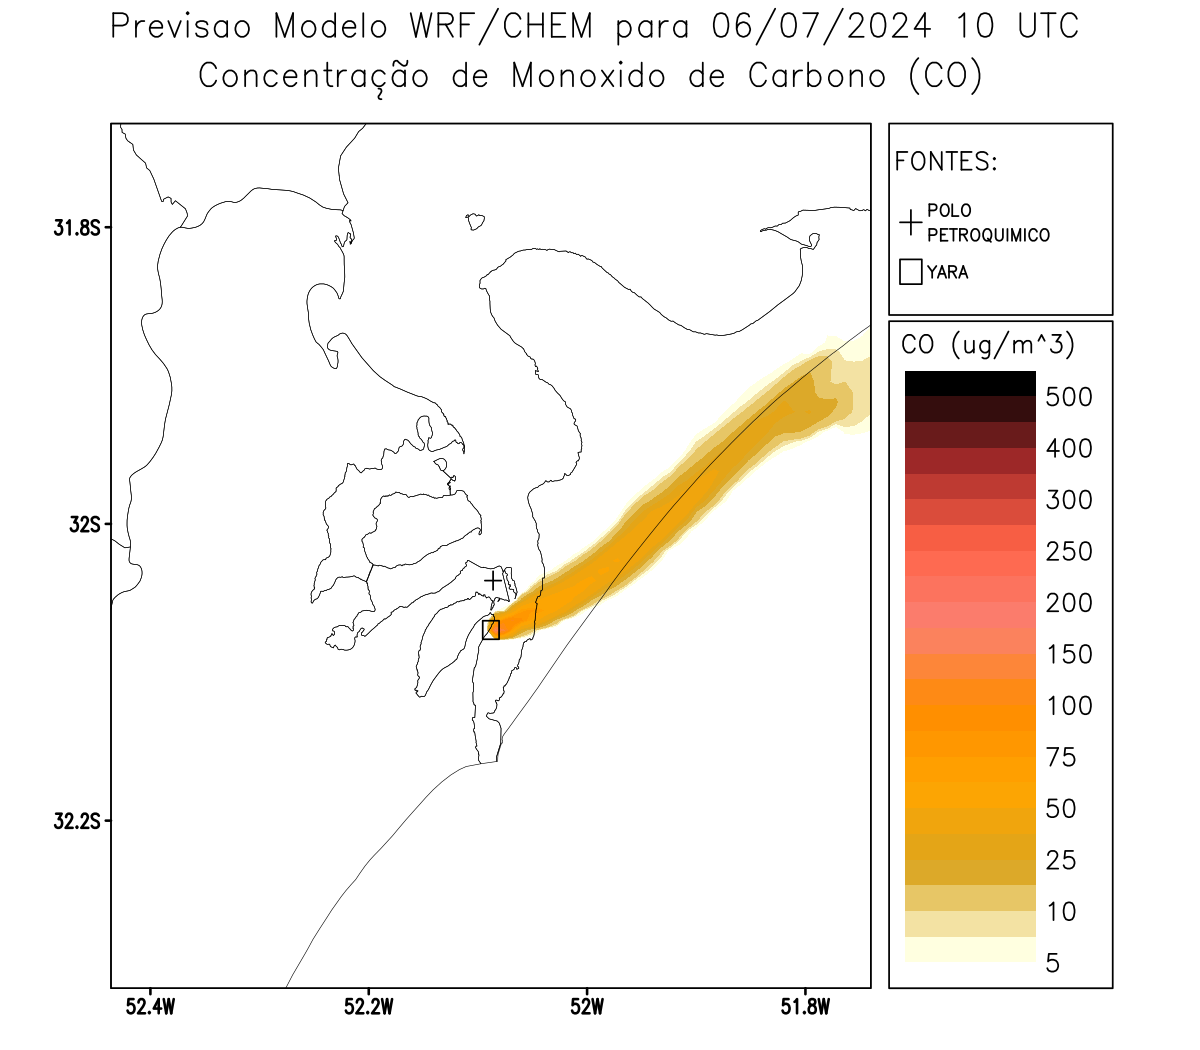 Previsao Modelo WRF/CHEM para 06/07/2024 10 UTC
Concentração de Monoxido de Carbono (CO)
FONTES:
POLO
PETROQUIMICO
YARA
CO (ug/m^3)
500
400
300
250
200
150
100
75
50
25
10
5
31.8S
32S
32.2S
52.4W
52.2W
52W
51.8W